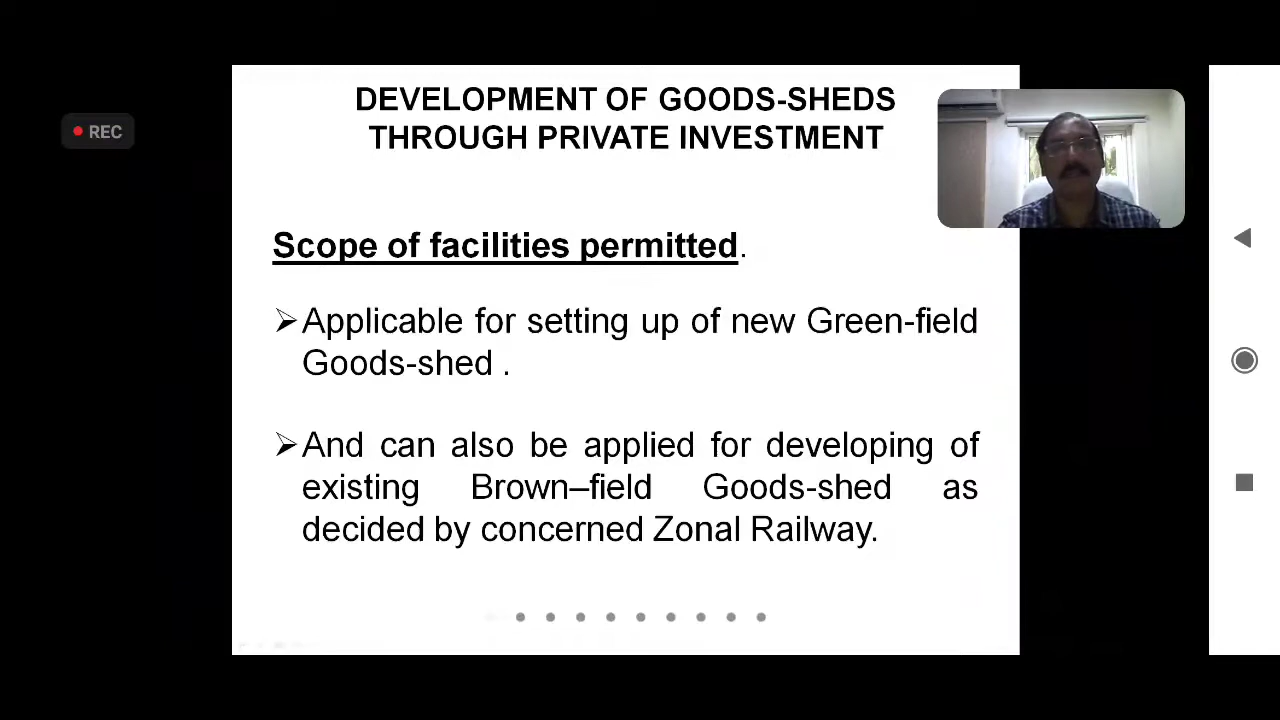 DEVELOPMENT OF GOODS-SHEDS
THROUGH PRIVATE INVESTMENT
REC
Scope of facilities permitted.
➢Applicable for setting up of new Green-field
Goods-shed .
➢And can also be applied for developing of
existing Brown–field Goods-shed as
decided by concerned Zonal Railway.